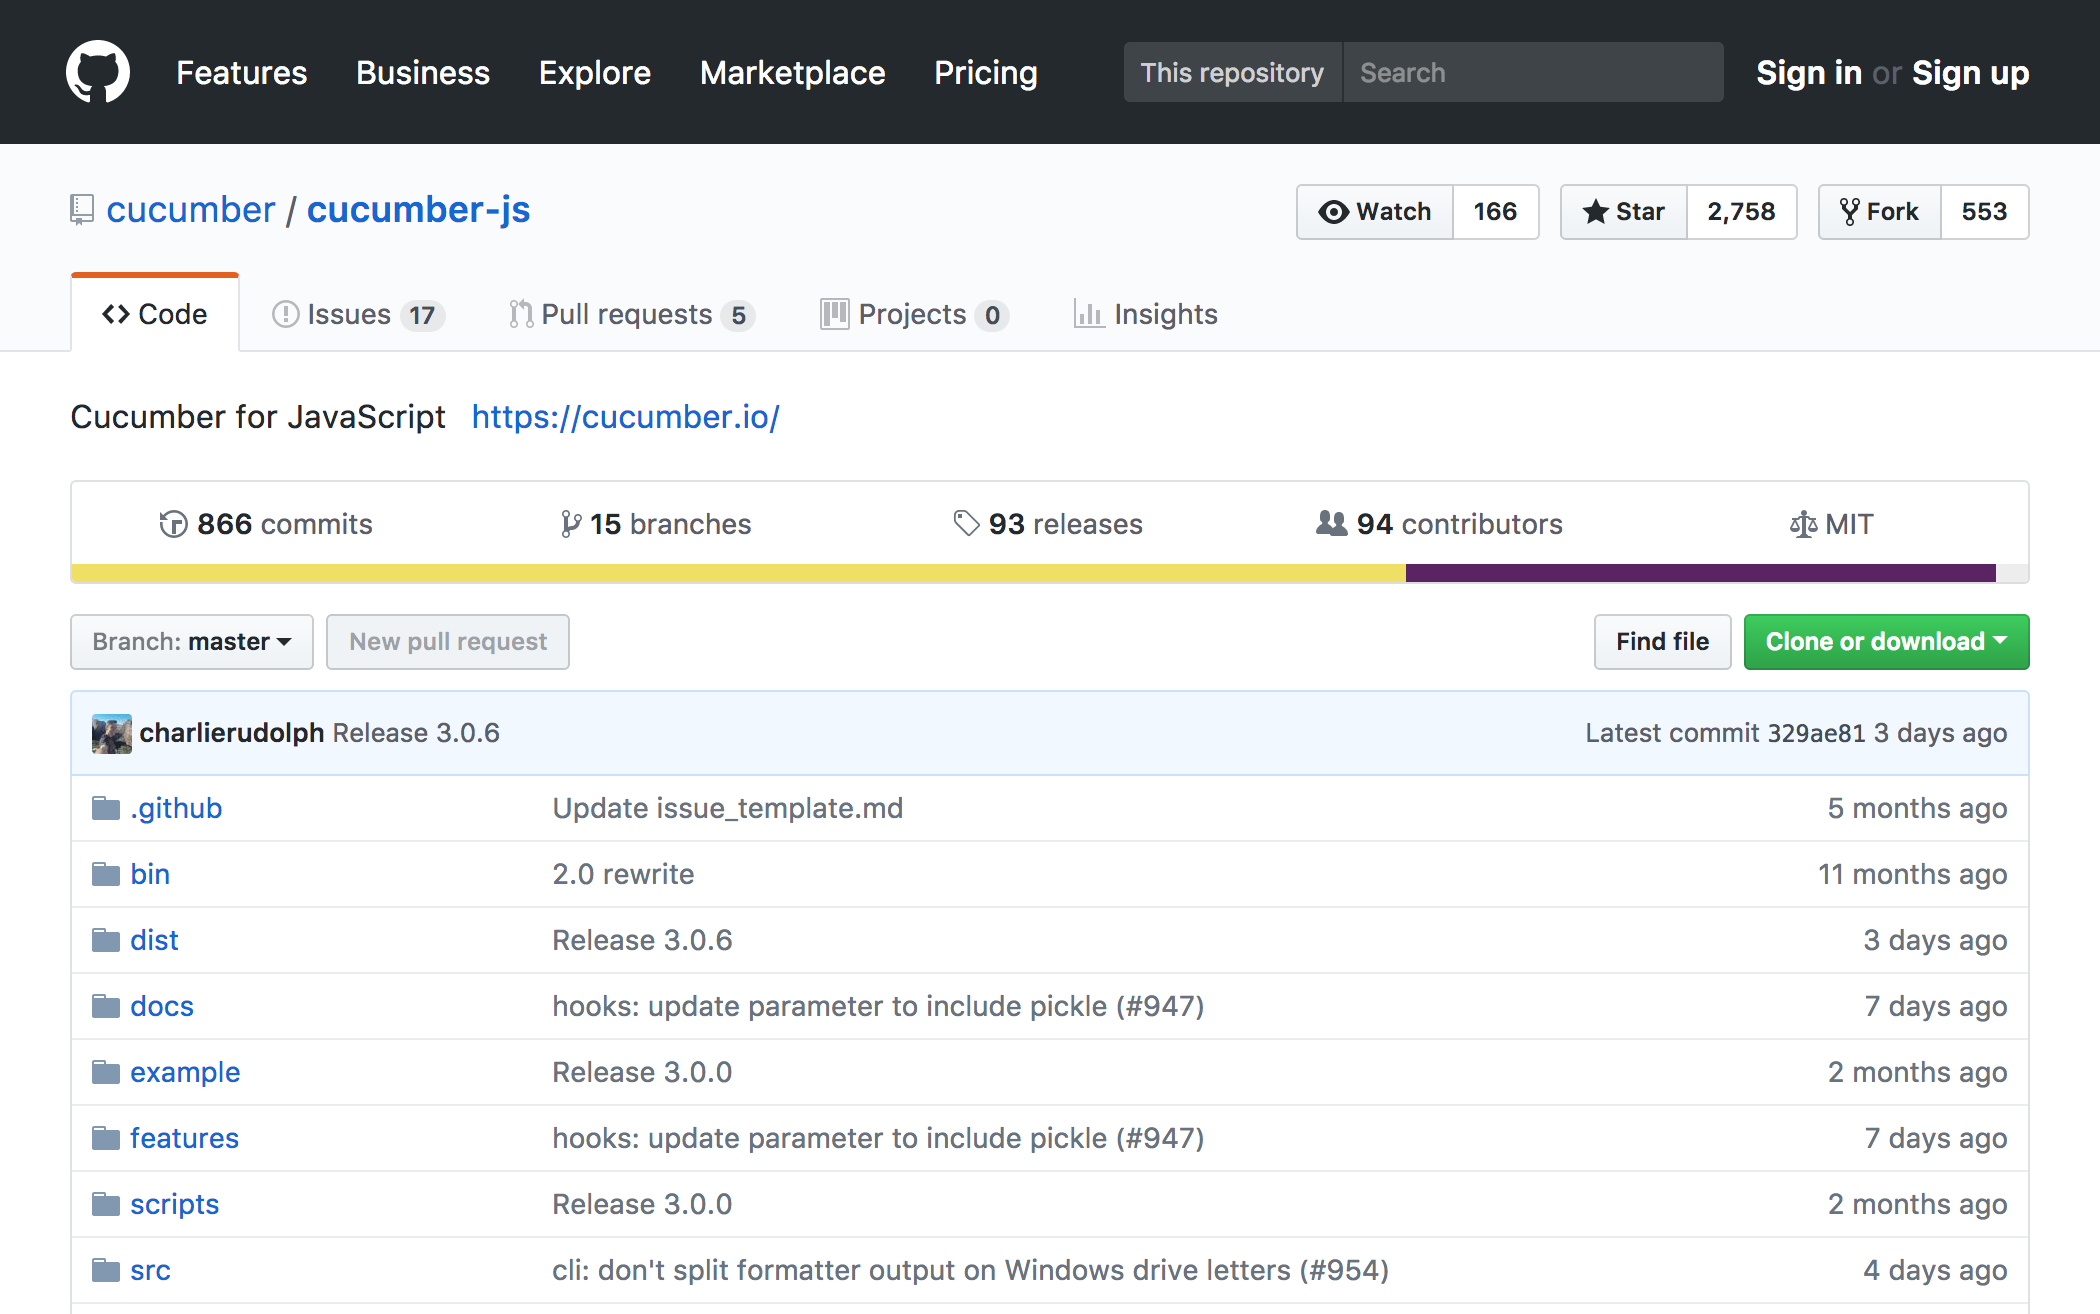 Features Business Explore Marketplace Pricing This repository Search Sign in or Sign up
cucumber / cucumber-js Watch 166 Star 2,758 Fork 553
Code Issues 17 Pull requests 5 Projects 0 Insights
Cucumber for JavaScript https://cucumber.io/
866 commits 15 branches 93 releases 94 contributors MIT
Branch: master New pull request Find file Clone or download
charlierudolph Release 3.0.6 Latest commit 329ae81 3 days ago
.github Update issue_template.md 5 months ago
bin 2.0 rewrite 11 months ago
dist Release 3.0.6 3 days ago
docs hooks: update parameter to include pickle (#947) 7 days ago
example Release 3.0.0 2 months ago
features hooks: update parameter to include pickle (#947) 7 days ago
scripts Release 3.0.0 2 months ago
src cli: don't split formatter output on Windows drive letters (#954) 4 days ago